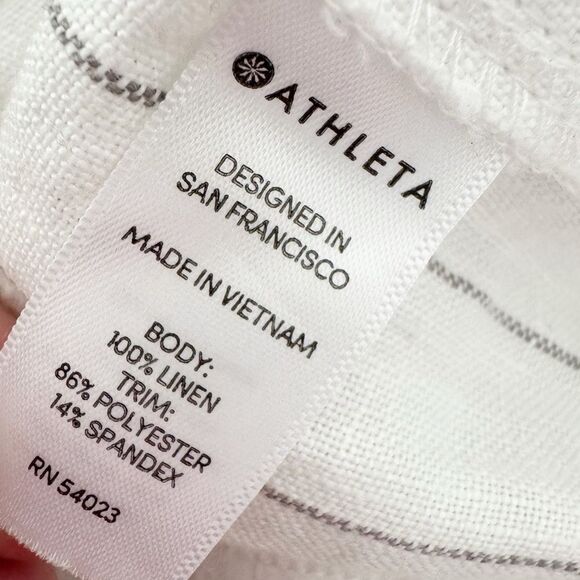 ATHLETA
DESIGNED IN
SAN FRANCISCO
MADE IN VIETNAM
BODY:
100% LINEN
TRIM:
86% POLYESTER
14% SPANDEX
RN 54023